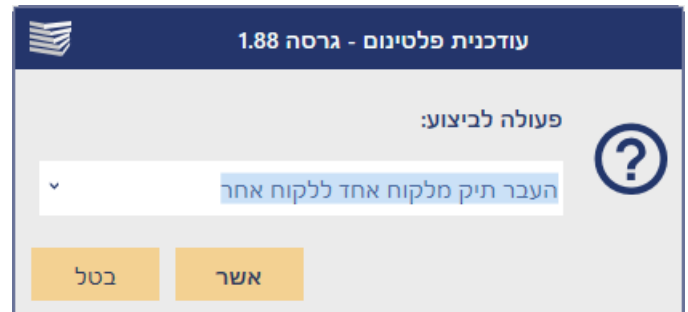 עודכנית פלטינום - גרסה 1.88
פעולה לביצוע:
העבר תיק מלקוח אחד ללקוח אחר
אשר
בטל